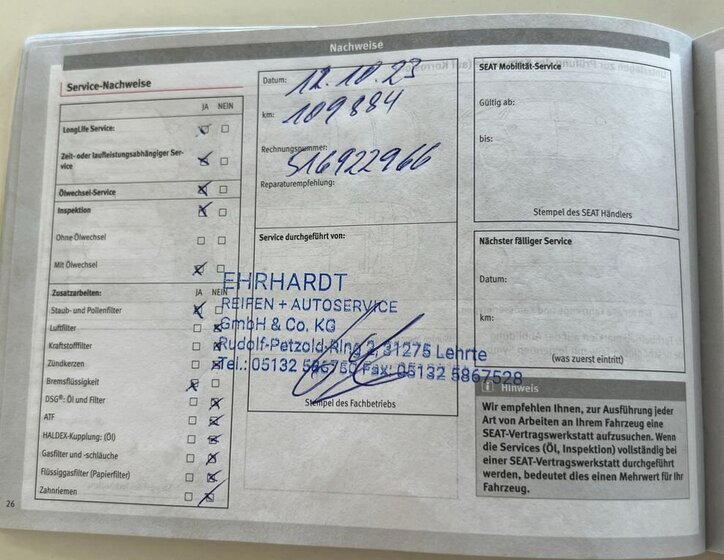 Nachweise
Service-Nachweise
JA NEIN
LongLife Service:
Zeit- oder laufleistungsabhängiger Ser-
vice
Ölwechsel-Service
Inspektion
Ohne Ölwechsel
Mit Ölwechsel
Zusatzarbeiten: JA NEIN
Staub- und Pollenfilter
Luftfilter
Kraftstofffilter
Zündkerzen
Bremsflüssigkeit
DSG®: Öl und Filter
ATF
HALDEX-Kupplung: (Öl)
Gasfilter und -schläuche
Flüssiggasfilter (Papierfilter)
Zahnriemen
26
Datum: 12.10.23
km: 109884
Rechnungsnummer:
516922966
Reparaturempfehlung:
Service durchgeführt von:
EHRHARDT
REIFEN + AUTOSERVICE
GmbH & Co. KG
Rudolf-Petzold-Ring 2, 31275 Lehrte
Tel.: 05132 Fax: 05132 5867528
Stempel des Fachbetriebs
SEAT Mobilität-Service
Gültig ab:
bis:
Stempel des SEAT Händlers
Nächster fälliger Service
Datum:
km:
(was zuerst eintritt)
Hinweis
Wir empfehlen Ihnen, zur Ausführung jeder
Art von Arbeiten an Ihrem Fahrzeug eine
SEAT-Vertragswerkstatt aufzusuchen. Wenn
die Services (Öl, Inspektion) vollständig bei
einer SEAT-Vertragswerkstatt durchgeführt
werden, bedeutet dies einen Mehrwert für Ihr
Fahrzeug.